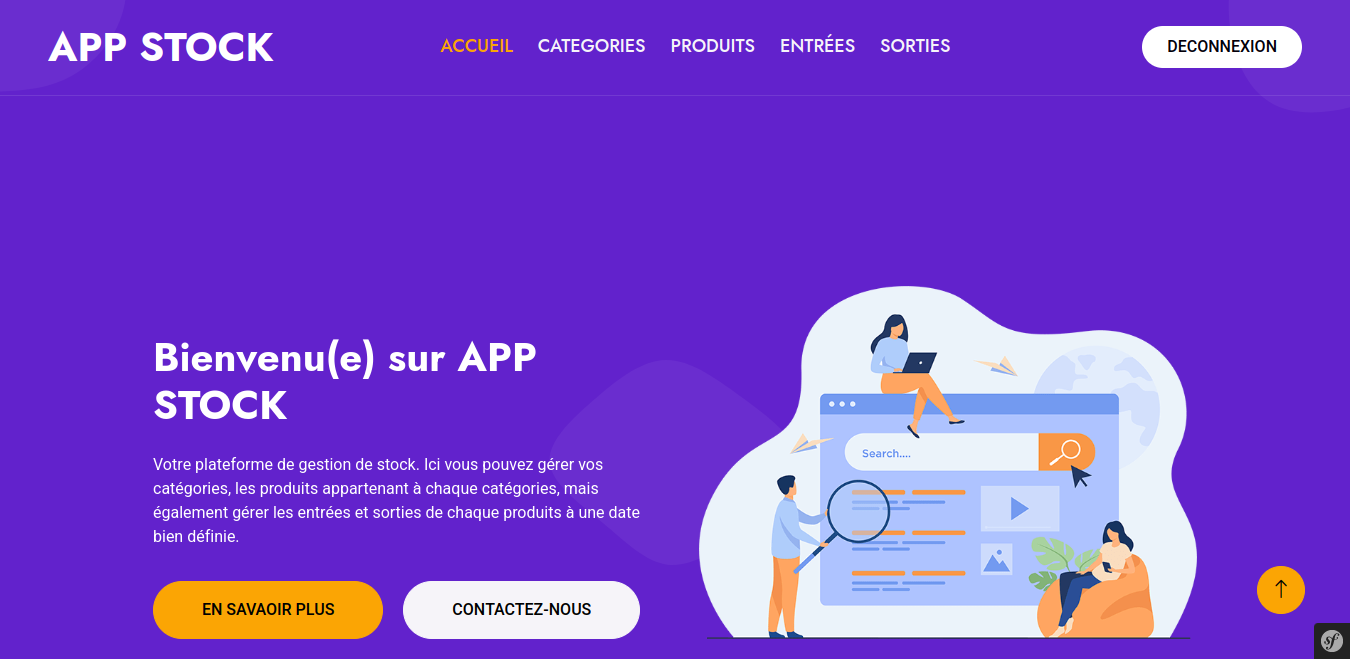 APP STOCK
ACCUEIL CATEGORIES PRODUITS ENTRÉES SORTIES
DECONNEXION
Bienvenu(e) sur APP
STOCK
Votre plateforme de gestion de stock. Ici vous pouvez gérer vos
catégories, les produits appartenant à chaque catégories, mais
également gérer les entrées et sorties de chaque produits à une date
bien définie.
EN SAVAOIR PLUS
CONTACTEZ-NOUS
Search....
sf